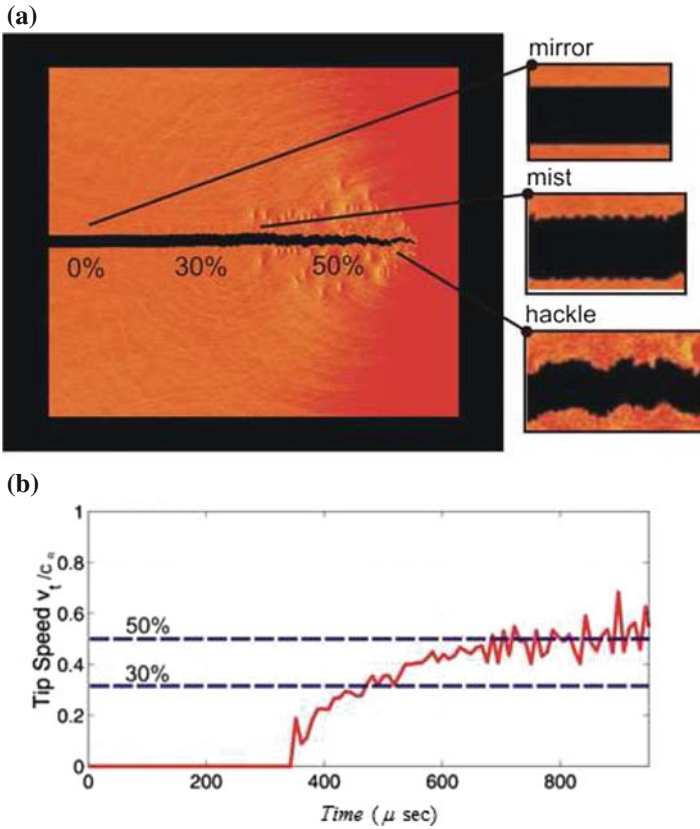 (a)
mirror
mist
hackle
0% 30% 50%
(b)
Tip Speed v_t/c_R
1
0.8
0.6
0.4
0.2
0
50%
30%
0 200 400 600 800
Time (μ sec)